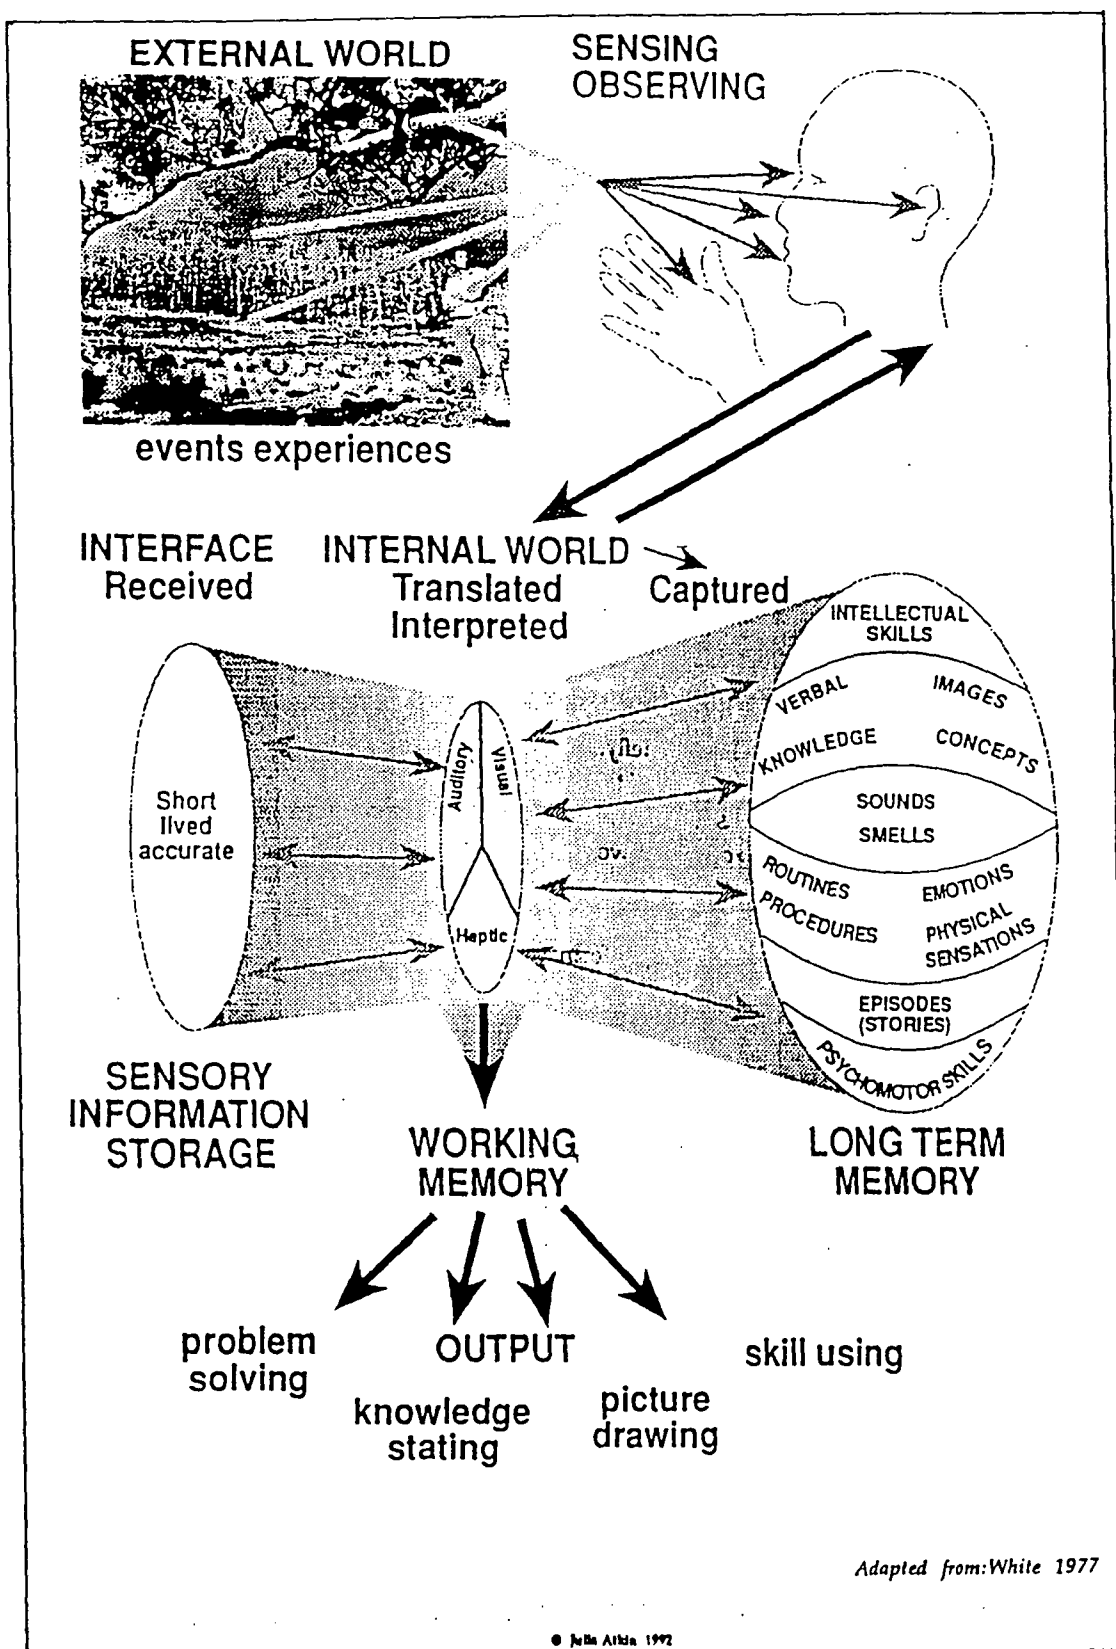 EXTERNAL WORLD
SENSING
OBSERVING
events experiences
INTERFACE
Received
INTERNAL WORLD
Translated
Interpreted
Captured
Short
lived
accurate
Auditory
Visual
Haptic
INTELLECTUAL
SKILLS
VERBAL
IMAGES
KNOWLEDGE
CONCEPTS
SOUNDS
SMELLS
ROUTINES
EMOTIONS
PROCEDURES
PHYSICAL
SENSATIONS
EPISODES
(STORIES)
PSYCHOMOTOR SKILLS
SENSORY
INFORMATION
STORAGE
WORKING
MEMORY
LONG TERM
MEMORY
problem
solving
OUTPUT
skill using
knowledge
stating
picture
drawing
Adapted from:White 1977
© Julia Atkin 1992